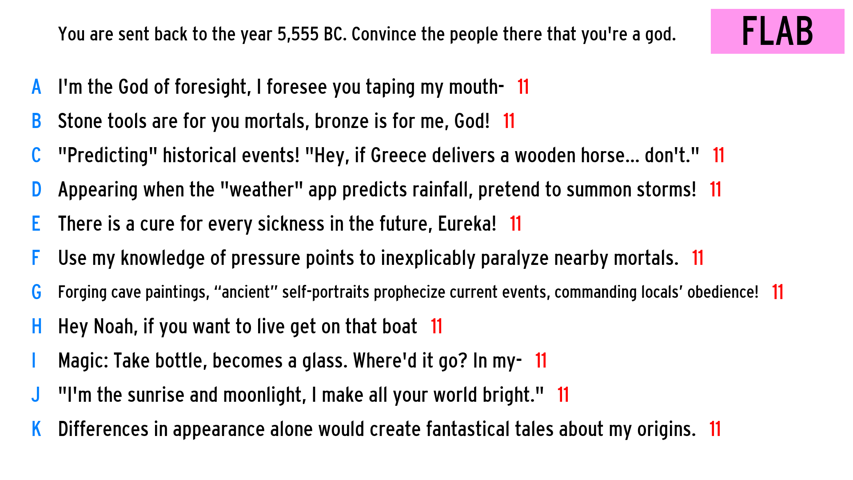 You are sent back to the year 5,555 BC. Convince the people there that you're a god.
FLAB
A I'm the God of foresight, I foresee you taping my mouth- 11
B Stone tools are for you mortals, bronze is for me, God! 11
C "Predicting" historical events! "Hey, if Greece delivers a wooden horse... don't." 11
D Appearing when the "weather" app predicts rainfall, pretend to summon storms! 11
E There is a cure for every sickness in the future, Eureka! 11
F Use my knowledge of pressure points to inexplicably paralyze nearby mortals. 11
G Forging cave paintings, “ancient” self-portraits prophecize current events, commanding locals’ obedience! 11
H Hey Noah, if you want to live get on that boat 11
I Magic: Take bottle, becomes a glass. Where'd it go? In my- 11
J "I'm the sunrise and moonlight, I make all your world bright." 11
K Differences in appearance alone would create fantastical tales about my origins. 11